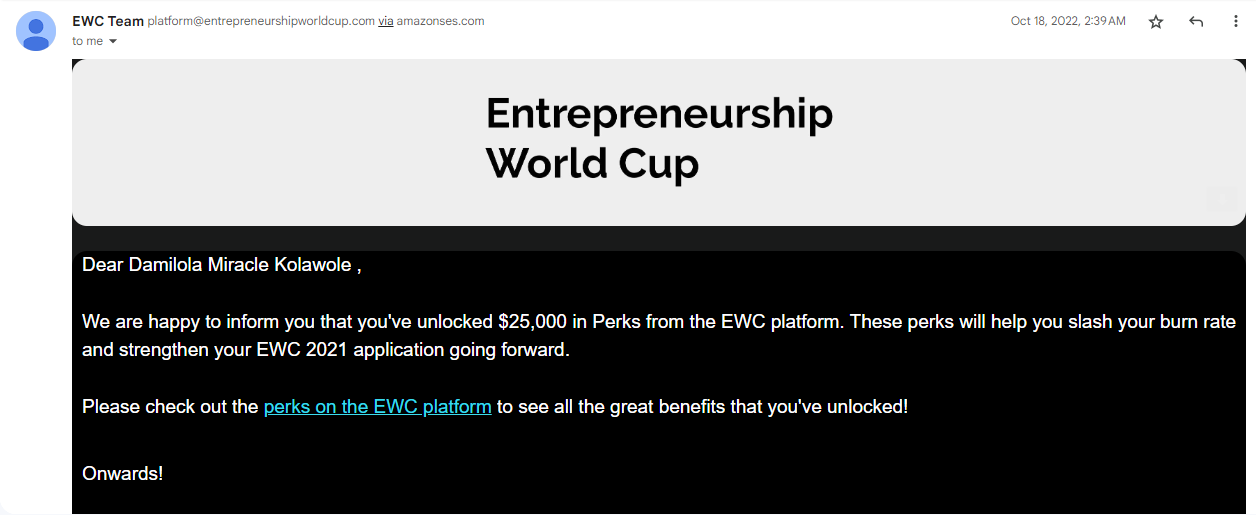 EWC Team platform@entrepreneurshipworldcup.com via amazonses.com
Oct 18, 2022, 2:39 AM
to me
Entrepreneurship
World Cup
Dear Damilola Miracle Kolawole ,
We are happy to inform you that you've unlocked $25,000 in Perks from the EWC platform. These perks will help you slash your burn rate
and strengthen your EWC 2021 application going forward.
Please check out the perks on the EWC platform to see all the great benefits that you've unlocked!
Onwards!